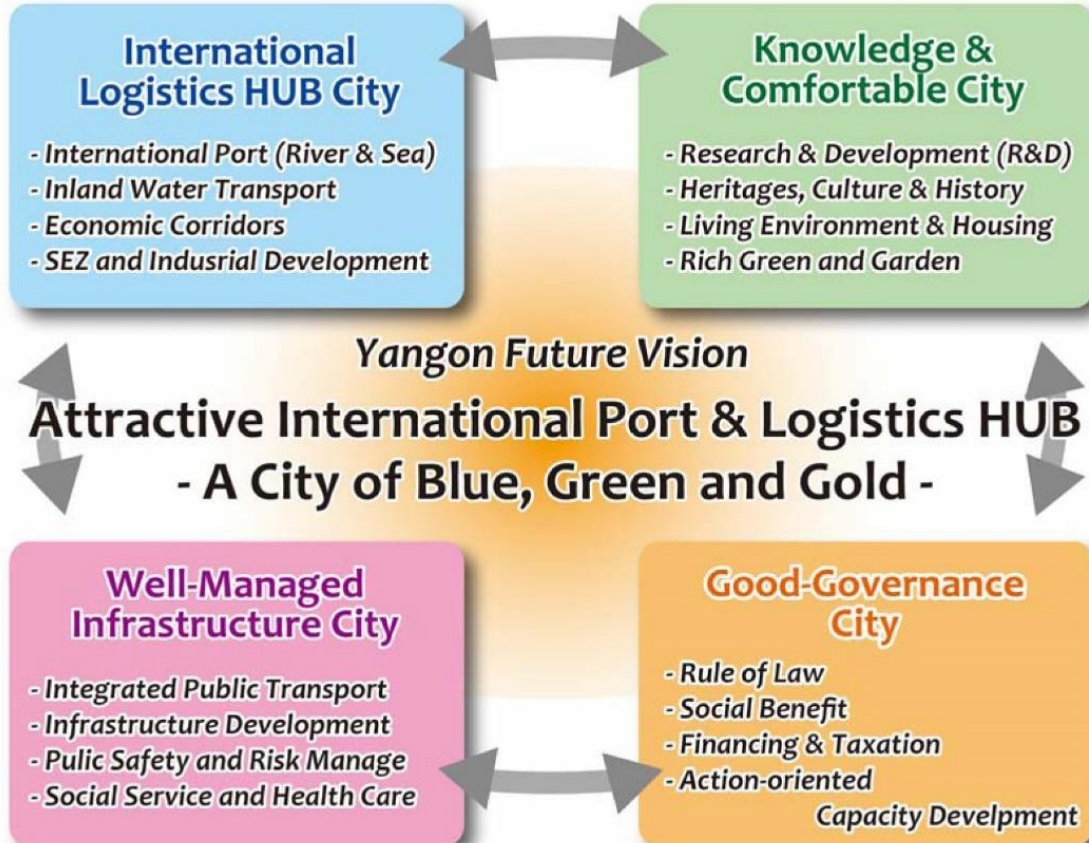 International
Logistics HUB City
- International Port (River & Sea)
- Inland Water Transport
- Economic Corridors
- SEZ and Indusrial Development
Knowledge &
Comfortable City
- Research & Development (R&D)
- Heritages, Culture & History
- Living Environment & Housing
- Rich Green and Garden
Yangon Future Vision
Attractive International Port & Logistics HUB
- A City of Blue, Green and Gold -
Well-Managed
Infrastructure City
- Integrated Public Transport
- Infrastructure Development
- Pulic Safety and Risk Manage
- Social Service and Health Care
Good-Governance
City
- Rule of Law
- Social Benefit
- Financing & Taxation
- Action-oriented
Capacity Develpment